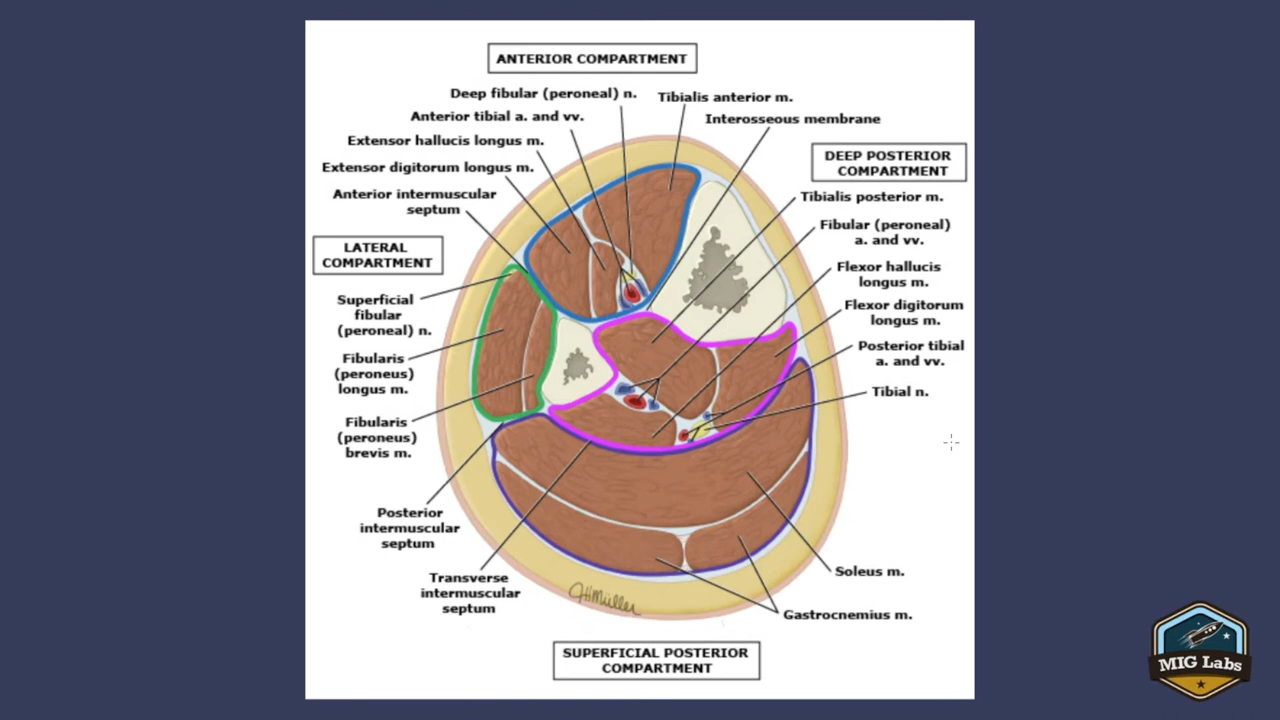 ANTERIOR COMPARTMENT
Deep fibular (peroneal) n.
Tibialis anterior m.
Anterior tibial a. and vv.
Interosseous membrane
Extensor hallucis longus m.
Extensor digitorum longus m.
Anterior intermuscular
septum
DEEP POSTERIOR
COMPARTMENT
Tibialis posterior m.
Fibular (peroneal)
a. and vv.
LATERAL
COMPARTMENT
Flexor hallucis
longus m.
Superficial
fibular
(peroneal) n.
Flexor digitorum
longus m.
Fibularis
(peroneus)
longus m.
Posterior tibial
a. and vv.
Tibial n.
Fibularis
(peroneus)
brevis m.
Posterior
intermuscular
septum
Transverse
intermuscular
septum
Soleus m.
Gastrocnemius m.
JHMüller
SUPERFICIAL POSTERIOR
COMPARTMENT
MIG Labs